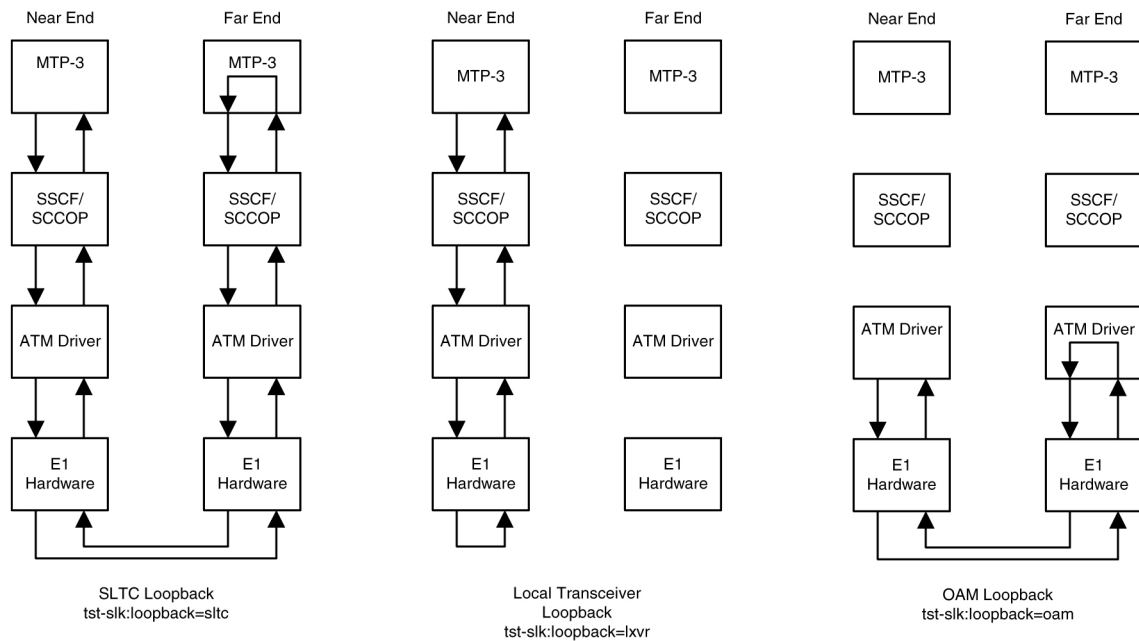 Near End
Far End
MTP-3
MTP-3
SSCF/
SCCOP
SSCF/
SCCOP
ATM Driver
ATM Driver
E1
Hardware
E1
Hardware
SLTC Loopback
tst-slk:loopback=sltc
Near End
Far End
MTP-3
MTP-3
SSCF/
SCCOP
SSCF/
SCCOP
ATM Driver
ATM Driver
E1
Hardware
E1
Hardware
Local Transceiver
Loopback
tst-slk:loopback=lxvr
Near End
Far End
MTP-3
MTP-3
SSCF/
SCCOP
SSCF/
SCCOP
ATM Driver
ATM Driver
E1
Hardware
E1
Hardware
OAM Loopback
tst-slk:loopback=oam